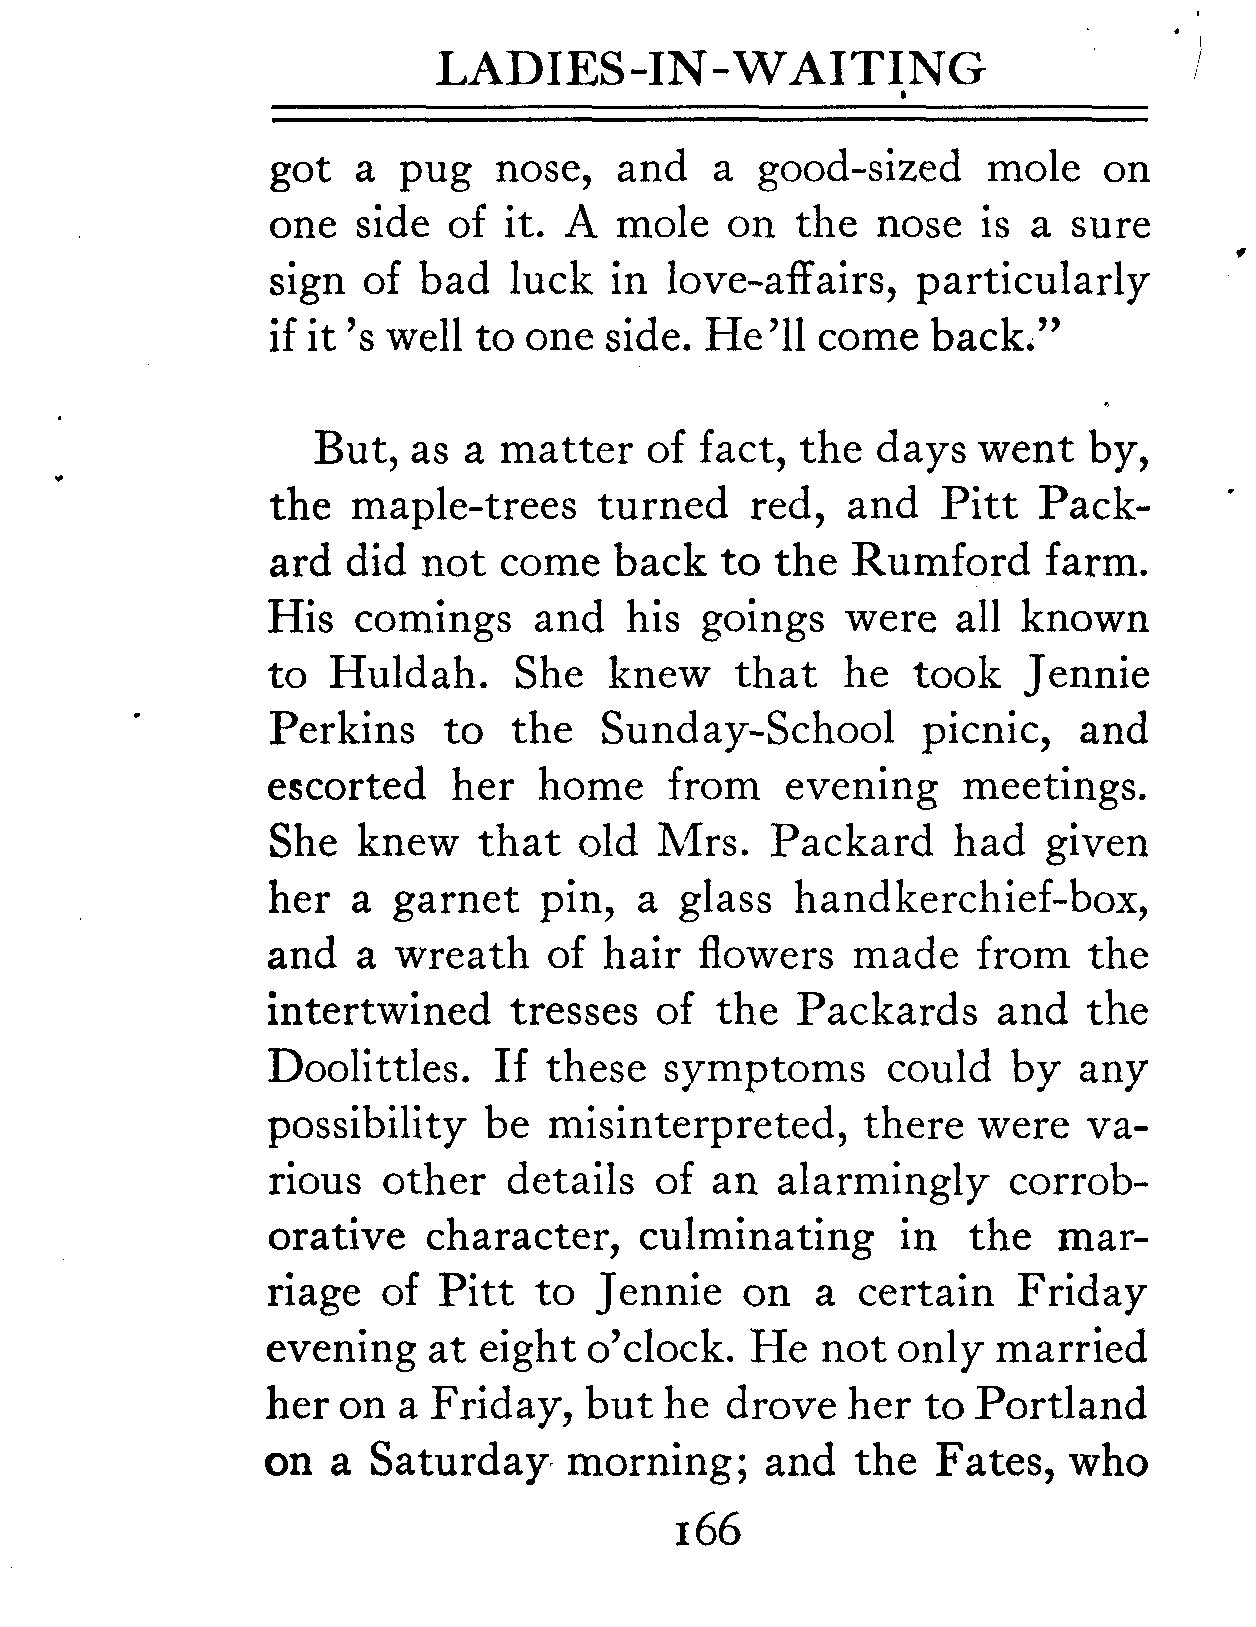 LADIES-IN-WAITING
got a pug nose, and a good-sized mole on
one side of it. A mole on the nose is a sure
sign of bad luck in love-affairs, particularly
if it 's well to one side. He'll come back.”
But, as a matter of fact, the days went by,
the maple-trees turned red, and Pitt Pack-
ard did not come back to the Rumford farm.
His comings and his goings were all known
to Huldah. She knew that he took Jennie
Perkins to the Sunday-School picnic, and
escorted her home from evening meetings.
She knew that old Mrs. Packard had given
her a garnet pin, a glass handkerchief-box,
and a wreath of hair flowers made from the
intertwined tresses of the Packards and the
Doolittles. If these symptoms could by any
possibility be misinterpreted, there were va-
rious other details of an alarmingly corrob-
orative character, culminating in the mar-
riage of Pitt to Jennie on a certain Friday
evening at eight o'clock. He not only married
her on a Friday, but he drove her to Portland
on a Saturday morning; and the Fates, who
166